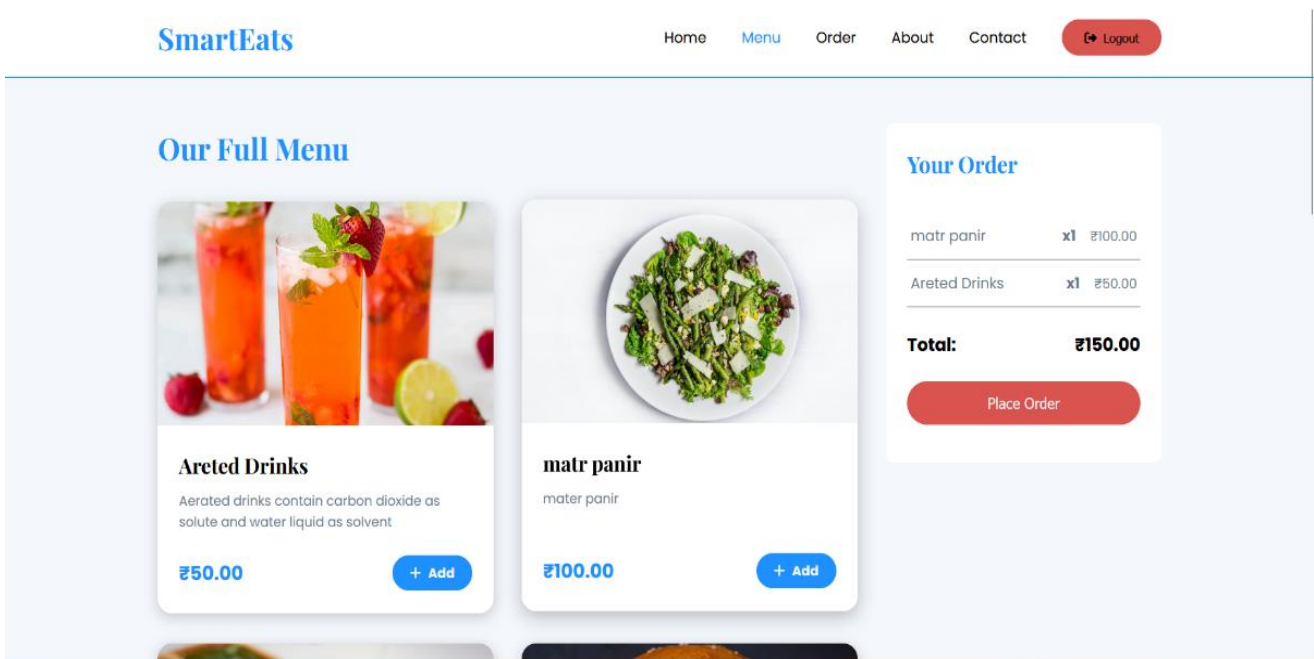 SmartEats
Home Menu Order About Contact Logout
Our Full Menu
Areted Drinks
Aerated drinks contain carbon dioxide as
solute and water liquid as solvent
₹50.00 + Add
matr panir
mater panir
₹100.00 + Add
Your Order
matr panir x1 ₹100.00
Areted Drinks x1 ₹50.00
Total: ₹150.00
Place Order